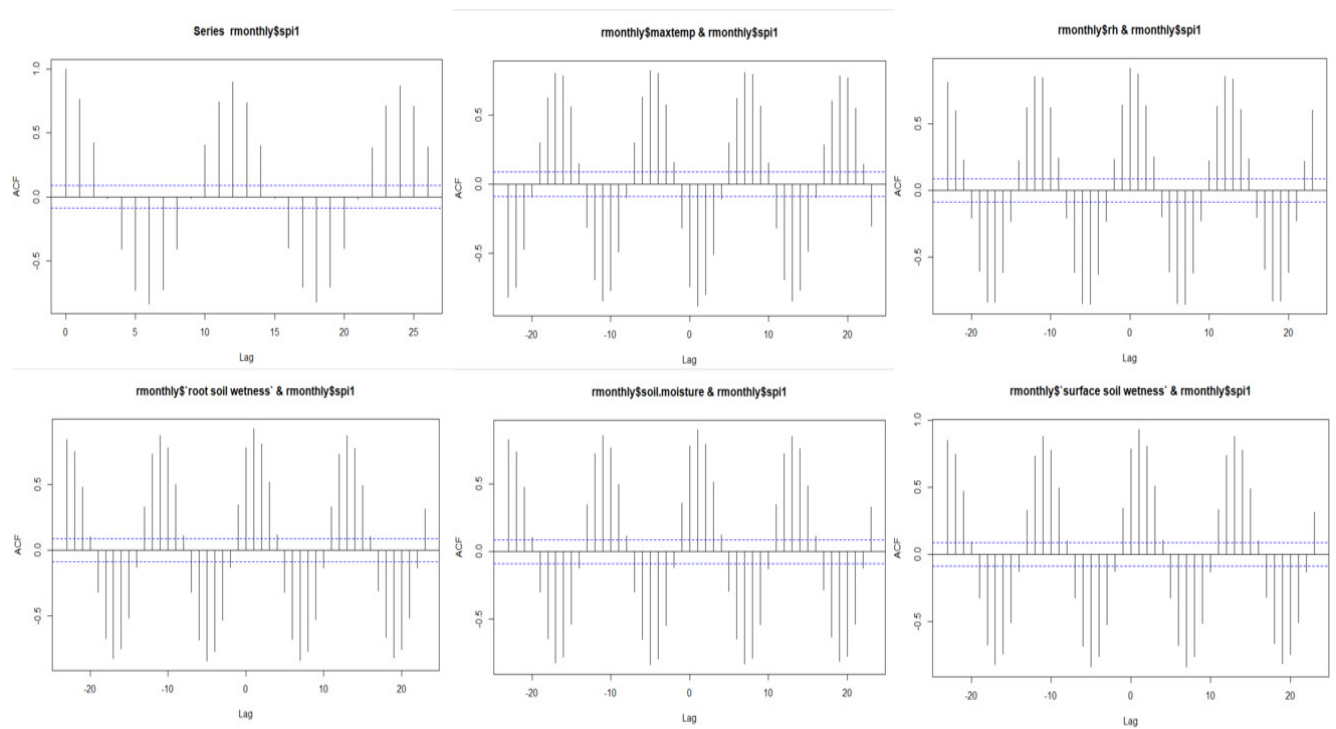 Series rmonthly$spi1
ACF
1.0
0.5
0.0
-0.5
0 5 10 15 20 25
Lag
rmonthly$maxtemp & rmonthly$spi1
ACF
0.5
0.0
-0.5
-20 -10 0 10 20
Lag
rmonthly$rh & rmonthly$spi1
ACF
0.5
0.0
-0.5
-20 -10 0 10 20
Lag
rmonthly$`root soil wetness` & rmonthly$spi1
ACF
0.5
0.0
-0.5
-20 -10 0 10 20
Lag
rmonthly$soil.moisture & rmonthly$spi1
ACF
0.5
0.0
-0.5
-20 -10 0 10 20
Lag
rmonthly$`surface soil wetness` & rmonthly$spi1
ACF
1.0
0.5
0.0
-0.5
-20 -10 0 10 20
Lag